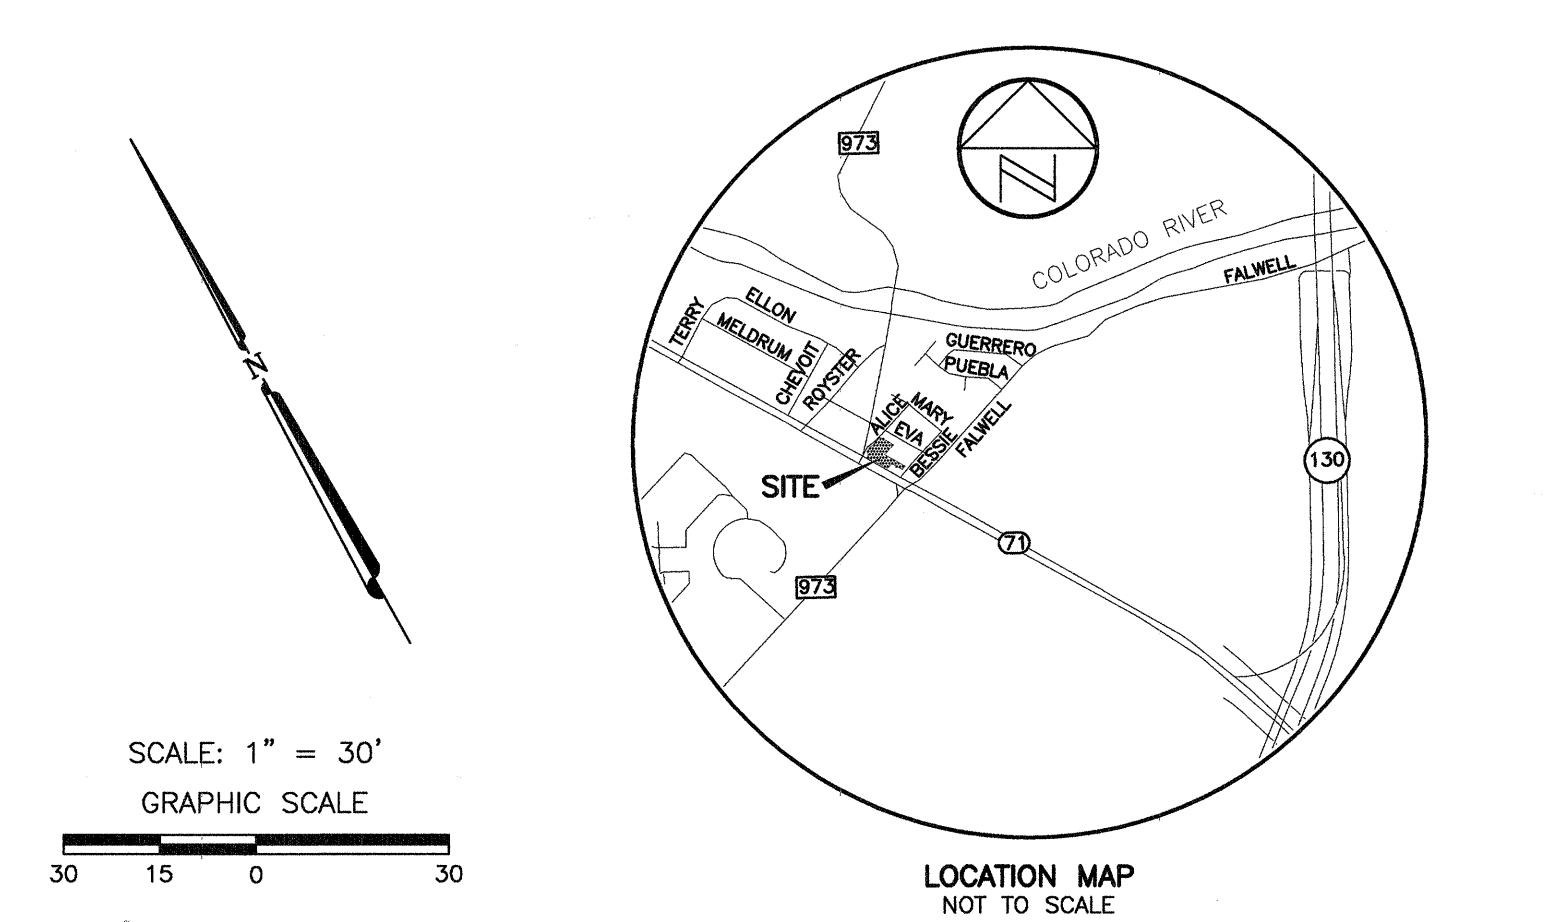 N
SCALE: 1" = 30'
GRAPHIC SCALE
30 15 0 30
973
N
COLORADO RIVER
FALWELL
TERRY
ELLON
MELDRUM
CHEVOIT
ROYSTER
GUERRERO
PUEBLA
ALICE
MARY
EVA
BESSIE
FALWELL
SITE
130
71
973
LOCATION MAP
NOT TO SCALE